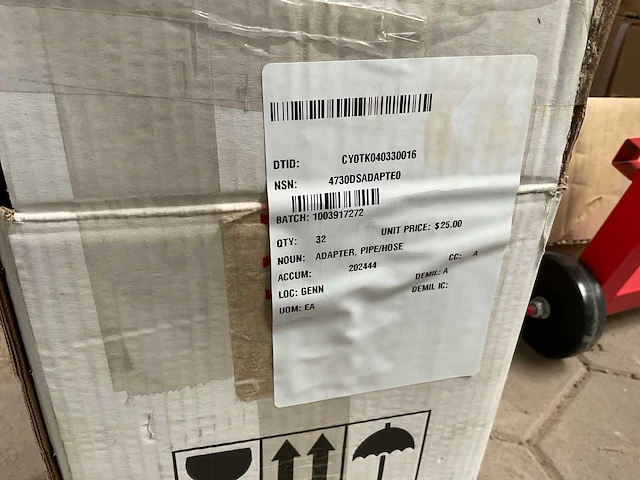 DTID: CY0TK040330016
NSN: 4730DSADAPTE0
BATCH: 1003917272
QTY: 32 UNIT PRICE: $25.00
NOUN: ADAPTER, PIPE/HOSE CC: A
ACCUM: 202444 DEMIL: A
LOC: GENN DEMIL IC:
UOM: EA